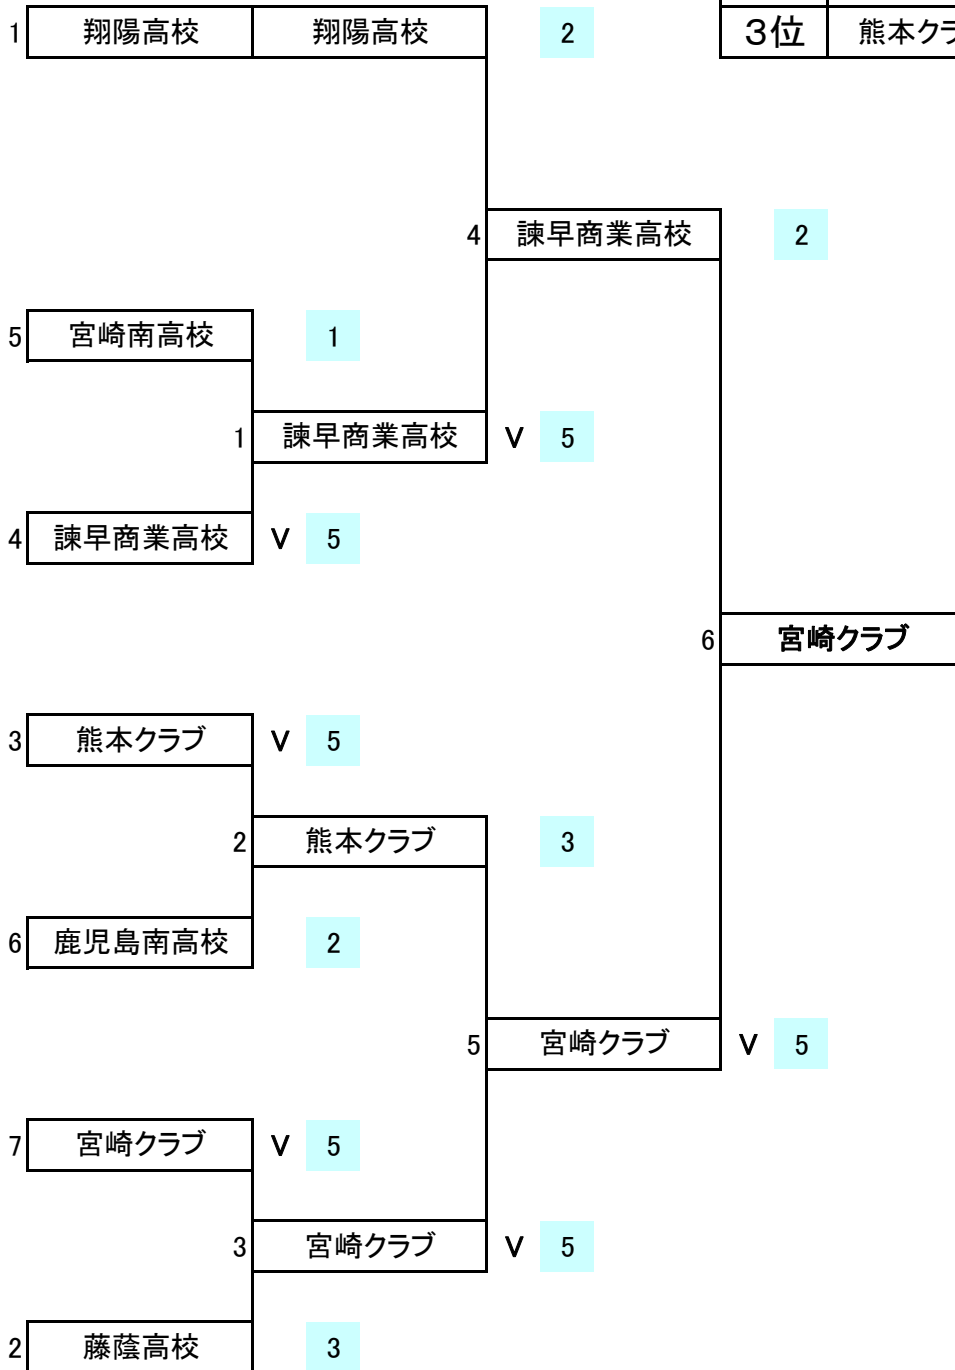 1 翔陽高校 翔陽高校 2 3位 熊本クラ
4 諫早商業高校 2
5 宮崎南高校 1
1 諫早商業高校 V 5
4 諫早商業高校 V 5
6 宮崎クラブ
3 熊本クラブ V 5
2 熊本クラブ 3
6 鹿児島南高校 2
5 宮崎クラブ V 5
7 宮崎クラブ V 5
3 宮崎クラブ V 5
2 藤蔭高校 3